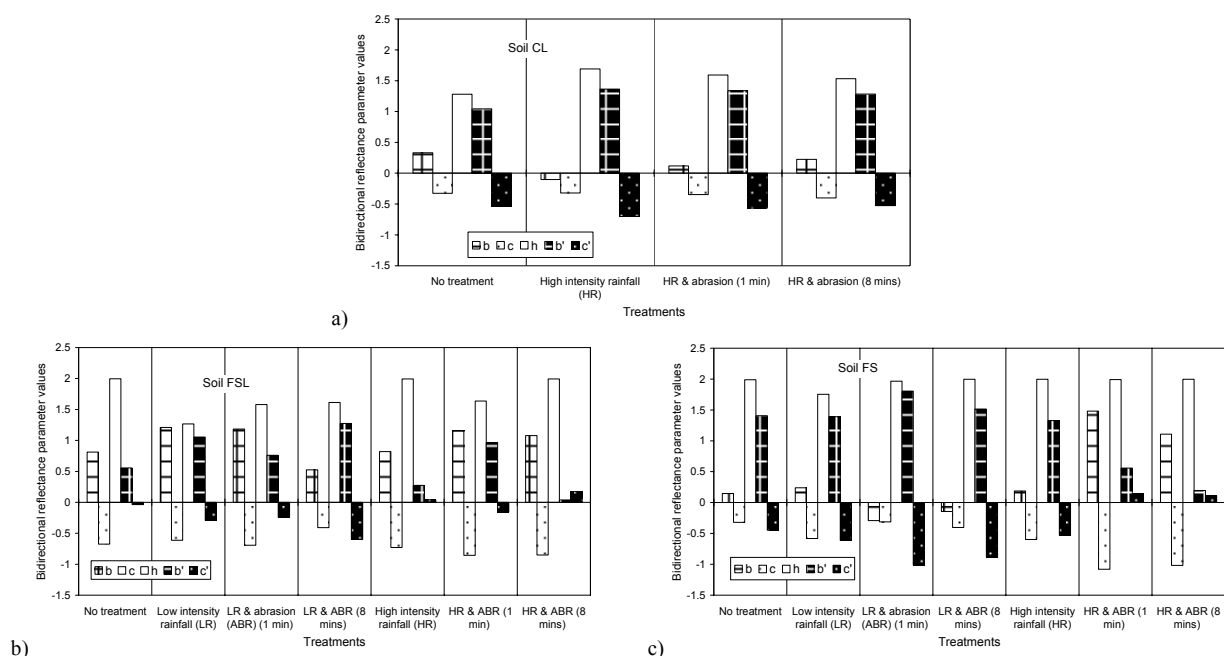 2.5
2
1.5
1
0.5
0
-0.5
-1
-1.5
Bidirectional reflectance parameter values
Soil CL
b c h b' c'
No treatment
High intensity rainfall
(HR)
HR & abrasion (1 min)
HR & abrasion (8 mins)
Treatments
a)
2.5
2
1.5
1
0.5
0
-0.5
-1
-1.5
Bidirectional reflectance parameter values
Soil FSL
b c h b' c'
No treatment
Low intensity
rainfall (LR)
LR & abrasion
(ABR) (1 min)
LR & ABR (8
mins)
High intensity
rainfall (HR)
HR & ABR (1
min)
HR & ABR (8
mins)
Treatments
b)
2.5
2
1.5
1
0.5
0
-0.5
-1
-1.5
Bidirectional reflectance parameter values
Soil FS
b c h b' c'
No treatment
Low intensity
rainfall (LR)
LR & abrasion
(ABR) (1 min)
LR & ABR (8
mins)
High intensity
rainfall (HR)
HR & ABR (1
min)
HR & ABR (8
mins)
Treatments
c)